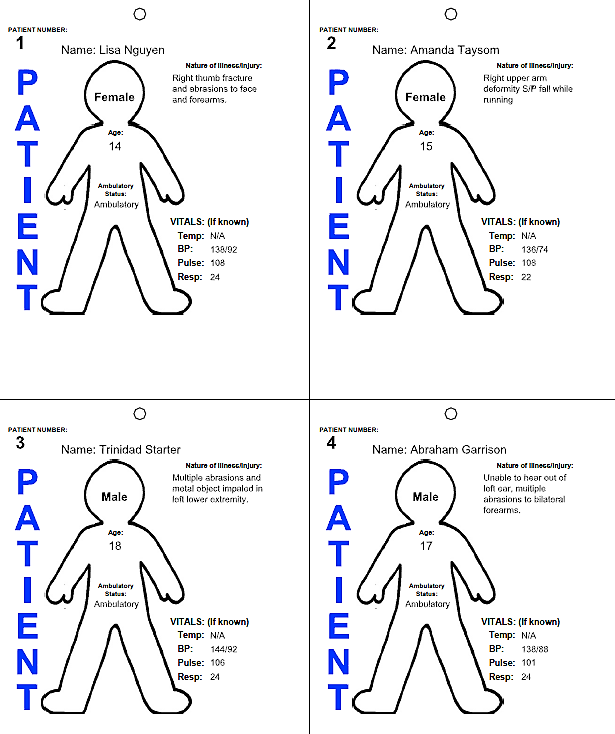 PATIENT NUMBER:
1
Name: Lisa Nguyen
PATIENT
Nature of Illness/Injury:
Right thumb fracture
and abrasions to face
and forearms.
Female
Age:
14
Ambulatory
Status:
Ambulatory
VITALS: (If known)
Temp: N/A
BP: 138/92
Pulse: 108
Resp: 24
PATIENT NUMBER:
2
Name: Amanda Taysom
PATIENT
Nature of Illness/Injury:
Right upper arm
deformity S/P fall while
running
Female
Age:
15
Ambulatory
Status:
Ambulatory
VITALS: (If known)
Temp: N/A
BP: 136/74
Pulse: 108
Resp: 22
PATIENT NUMBER:
3
Name: Trinidad Starter
PATIENT
Nature of Illness/Injury:
Multiple abrasions and
metal object impaled in
left lower extremity.
Male
Age:
18
Ambulatory
Status:
Ambulatory
VITALS: (If known)
Temp: N/A
BP: 144/92
Pulse: 106
Resp: 24
PATIENT NUMBER:
4
Name: Abraham Garrison
PATIENT
Nature of Illness/Injury:
Unable to hear out of
left ear, multiple
abrasions to bilateral
forearms.
Male
Age:
17
Ambulatory
Status:
Ambulatory
VITALS: (If known)
Temp: N/A
BP: 138/88
Pulse: 101
Resp: 24